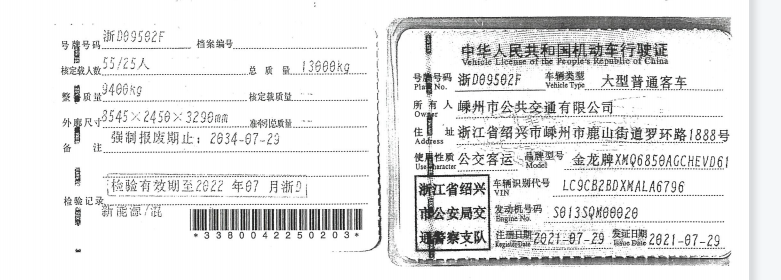 号牌号码 浙D09502F 档案编号
核定载人数 55/25人 总质量 13000kg
整备质量 9400kg 核定载质量
外廓尺寸 8545×2450×3290 准牵引总质量
备注 强制报废期止：2034-07-29
检验有效期至2022年07月浙
检验记录
新能源/混
*3380042250203*
中华人民共和国机动车行驶证
Vehicle License of the People's Republic of China
号牌号码 浙D09502F 车辆类型 大型普通客车
Plate No. Vehicle Type
所有人 嵊州市公共交通有限公司
Owner
住址 浙江省绍兴市嵊州市鹿山街道罗环路1888号
Address
使用性质 公交客运 品牌型号 金龙牌XMQ6850AGCHEVD61
Use Character Model
浙江省绍兴
市公安局交
通警察支队
车辆识别代号 LC9CB2BDXMALA6796
VIN
发动机号码 S013SQM00020
Engine No.
注册日期 2021-07-29 发证日期 2021-07-29
Register Date Issue Date